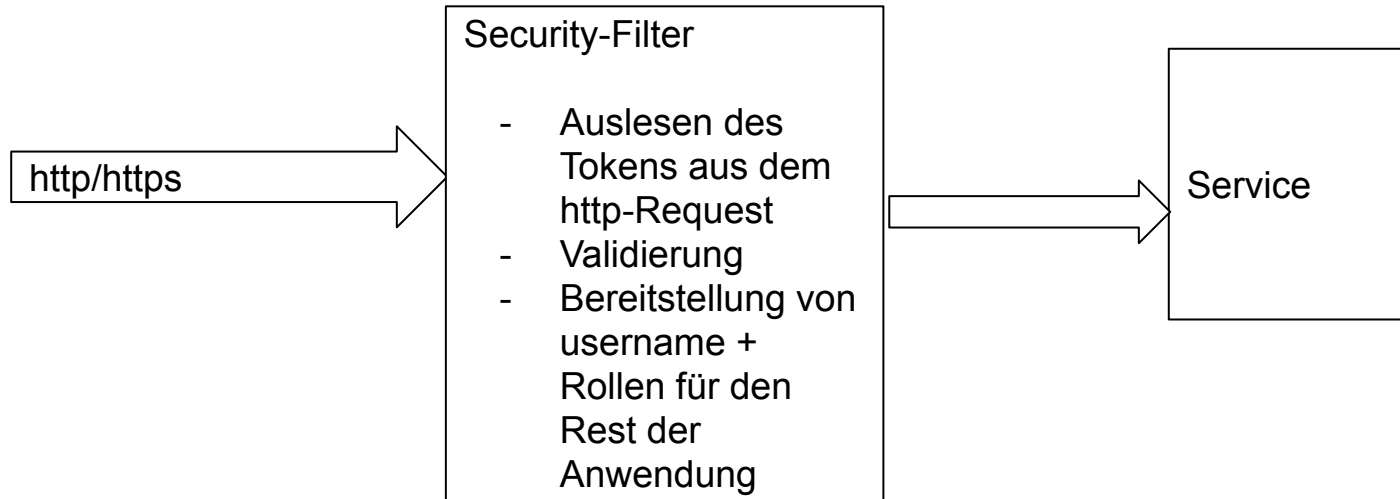 http/https
Security-Filter
- Auslesen des
Tokens aus dem
http-Request
- Validierung
- Bereitstellung von
username +
Rollen für den
Rest der
Anwendung
Service